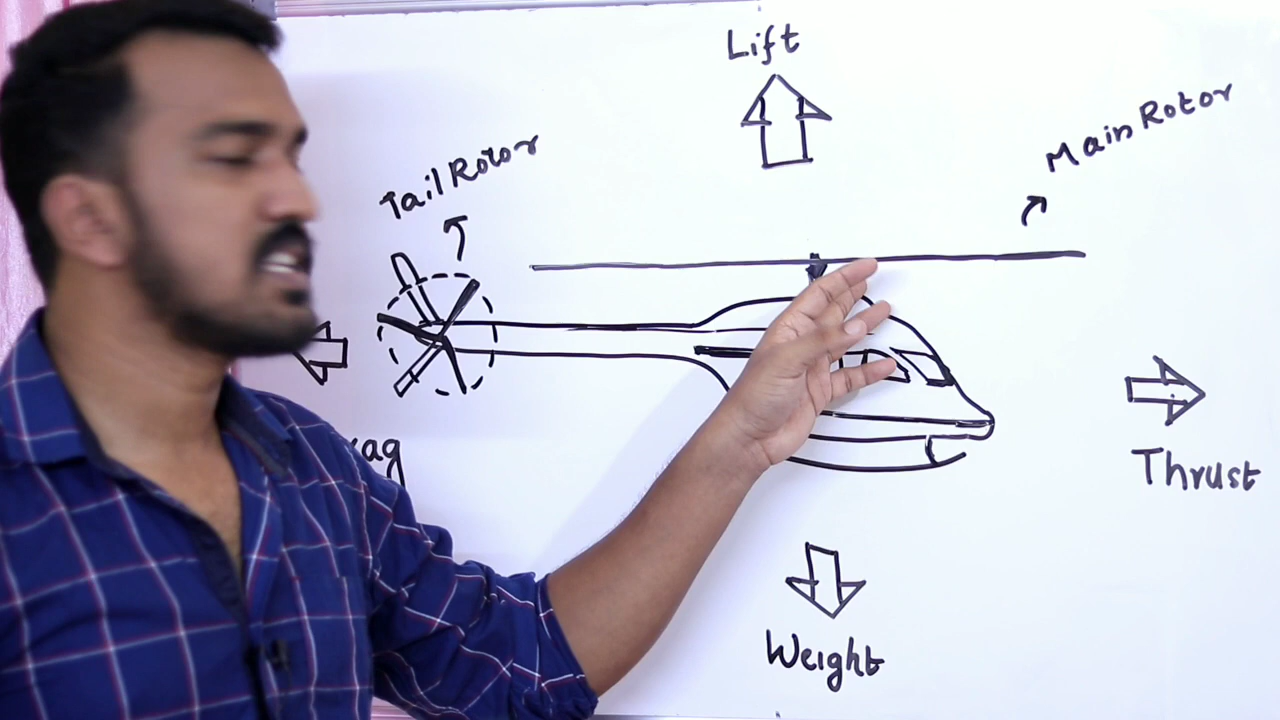 Lift
Main Rotor
Tail Rotor
Thrust
Weight